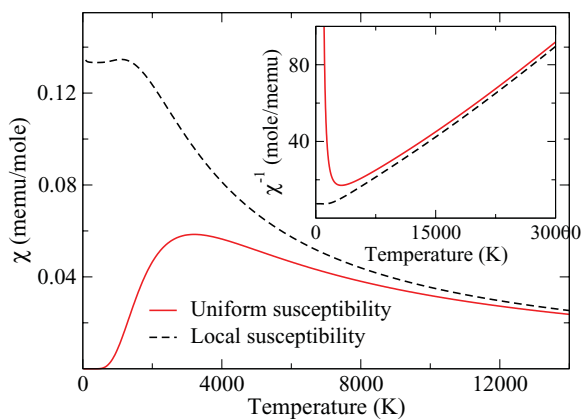 χ (memu/mole)
0.12
0.08
0.04
0
4000
8000
12000
Temperature (K)
Uniform susceptibility
Local susceptibility
χ⁻¹ (mole/memu)
80
40
0
15000
30000
Temperature (K)